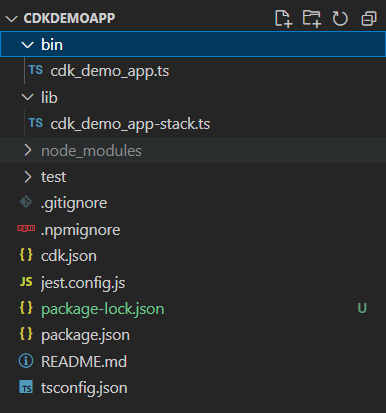 CDKDEMOAPP
bin
TS cdk_demo_app.ts
lib
TS cdk_demo_app-stack.ts
node_modules
test
.gitignore
npm .npmignore
{} cdk.json
JS jest.config.js
{} package-lock.json U
{} package.json
README.md
TS tsconfig.json